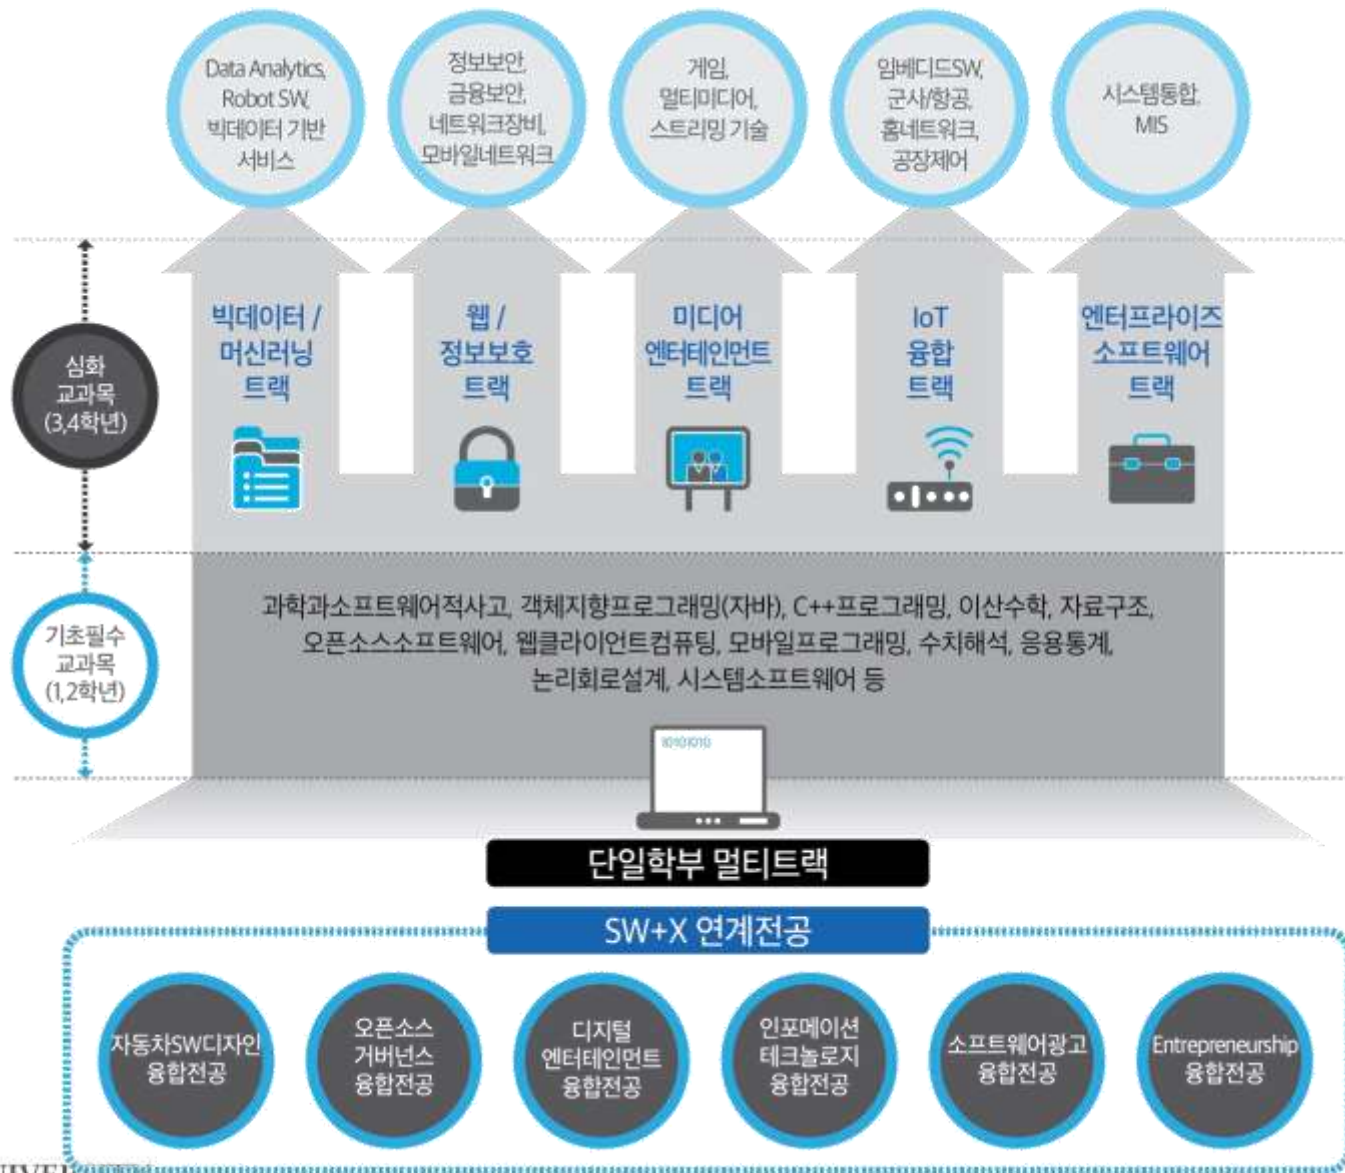 Data Analytics,
Robot SW,
빅데이터 기반
서비스
정보보안,
금융보안,
네트워크장비,
모바일네트워크
게임,
멀티미디어,
스트리밍 기술
임베디드SW,
군사/항공,
홈네트워크,
공장제어
시스템통합,
MIS
심화
교과목
(3,4학년)
빅데이터 /
머신러닝
트랙
웹 /
정보보호
트랙
미디어
엔터테인먼트
트랙
IoT
융합
트랙
엔터프라이즈
소프트웨어
트랙
기초필수
교과목
(1,2학년)
과학과소프트웨어적사고, 객체지향프로그래밍(자바), C++프로그래밍, 이산수학, 자료구조,
오픈소스소프트웨어, 웹클라이언트컴퓨팅, 모바일프로그래밍, 수치해석, 응용통계,
논리회로설계, 시스템소프트웨어 등
10101010
단일학부 멀티트랙
SW+X 연계전공
자동차SW디자인
융합전공
오픈소스
거버넌스
융합전공
디지털
엔터테인먼트
융합전공
인포메이션
테크놀로지
융합전공
소프트웨어광고
융합전공
Entrepreneurship
융합전공